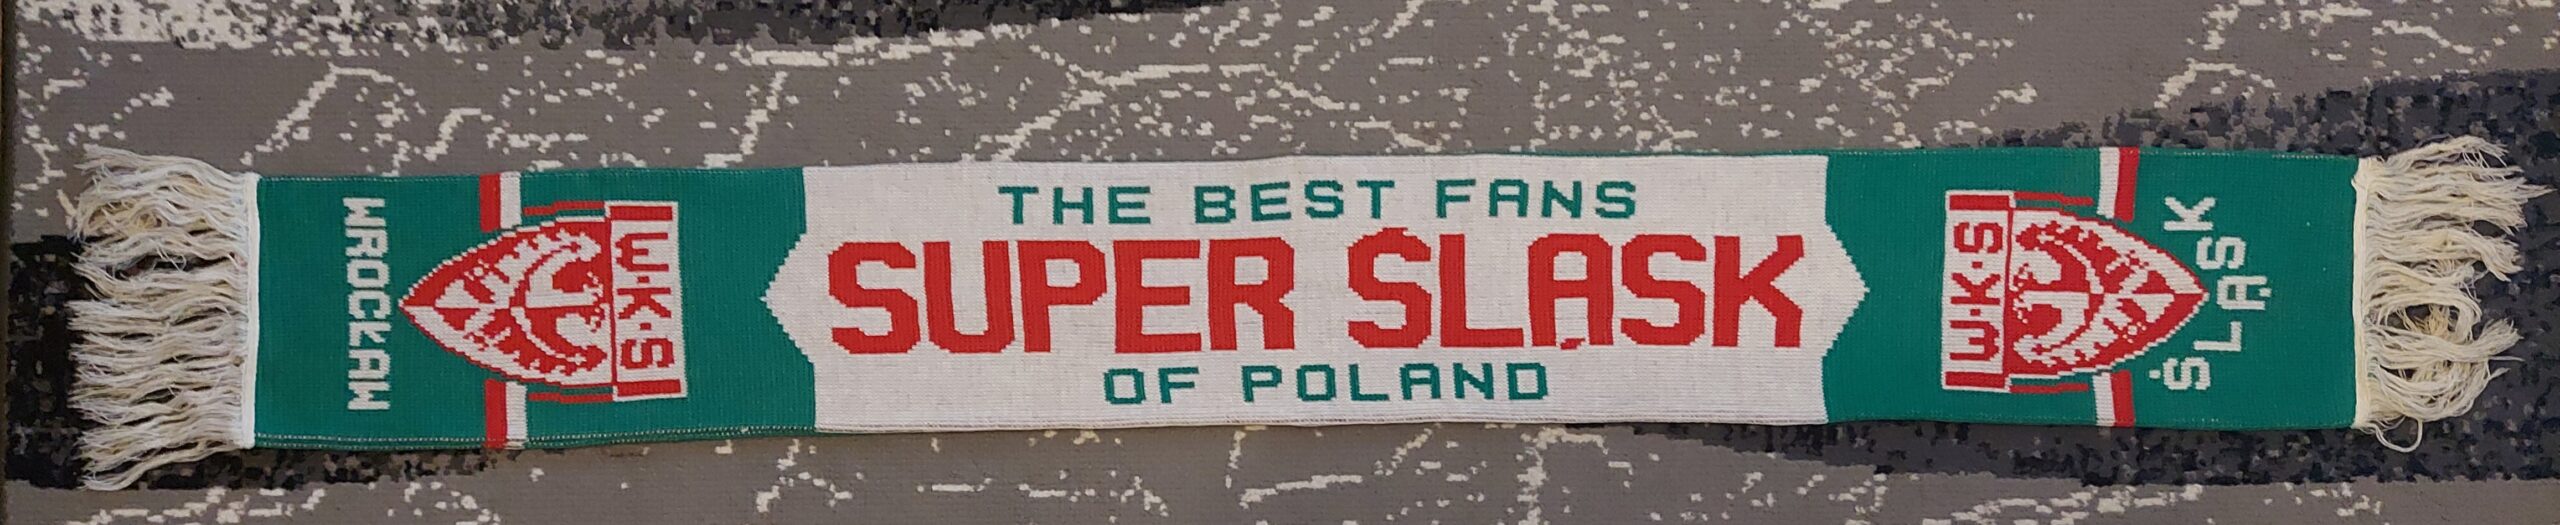 WROCŁAW
W·K·S
THE BEST FANS
SUPER ŚLĄSK
OF POLAND
W·K·S
ŚLĄSK